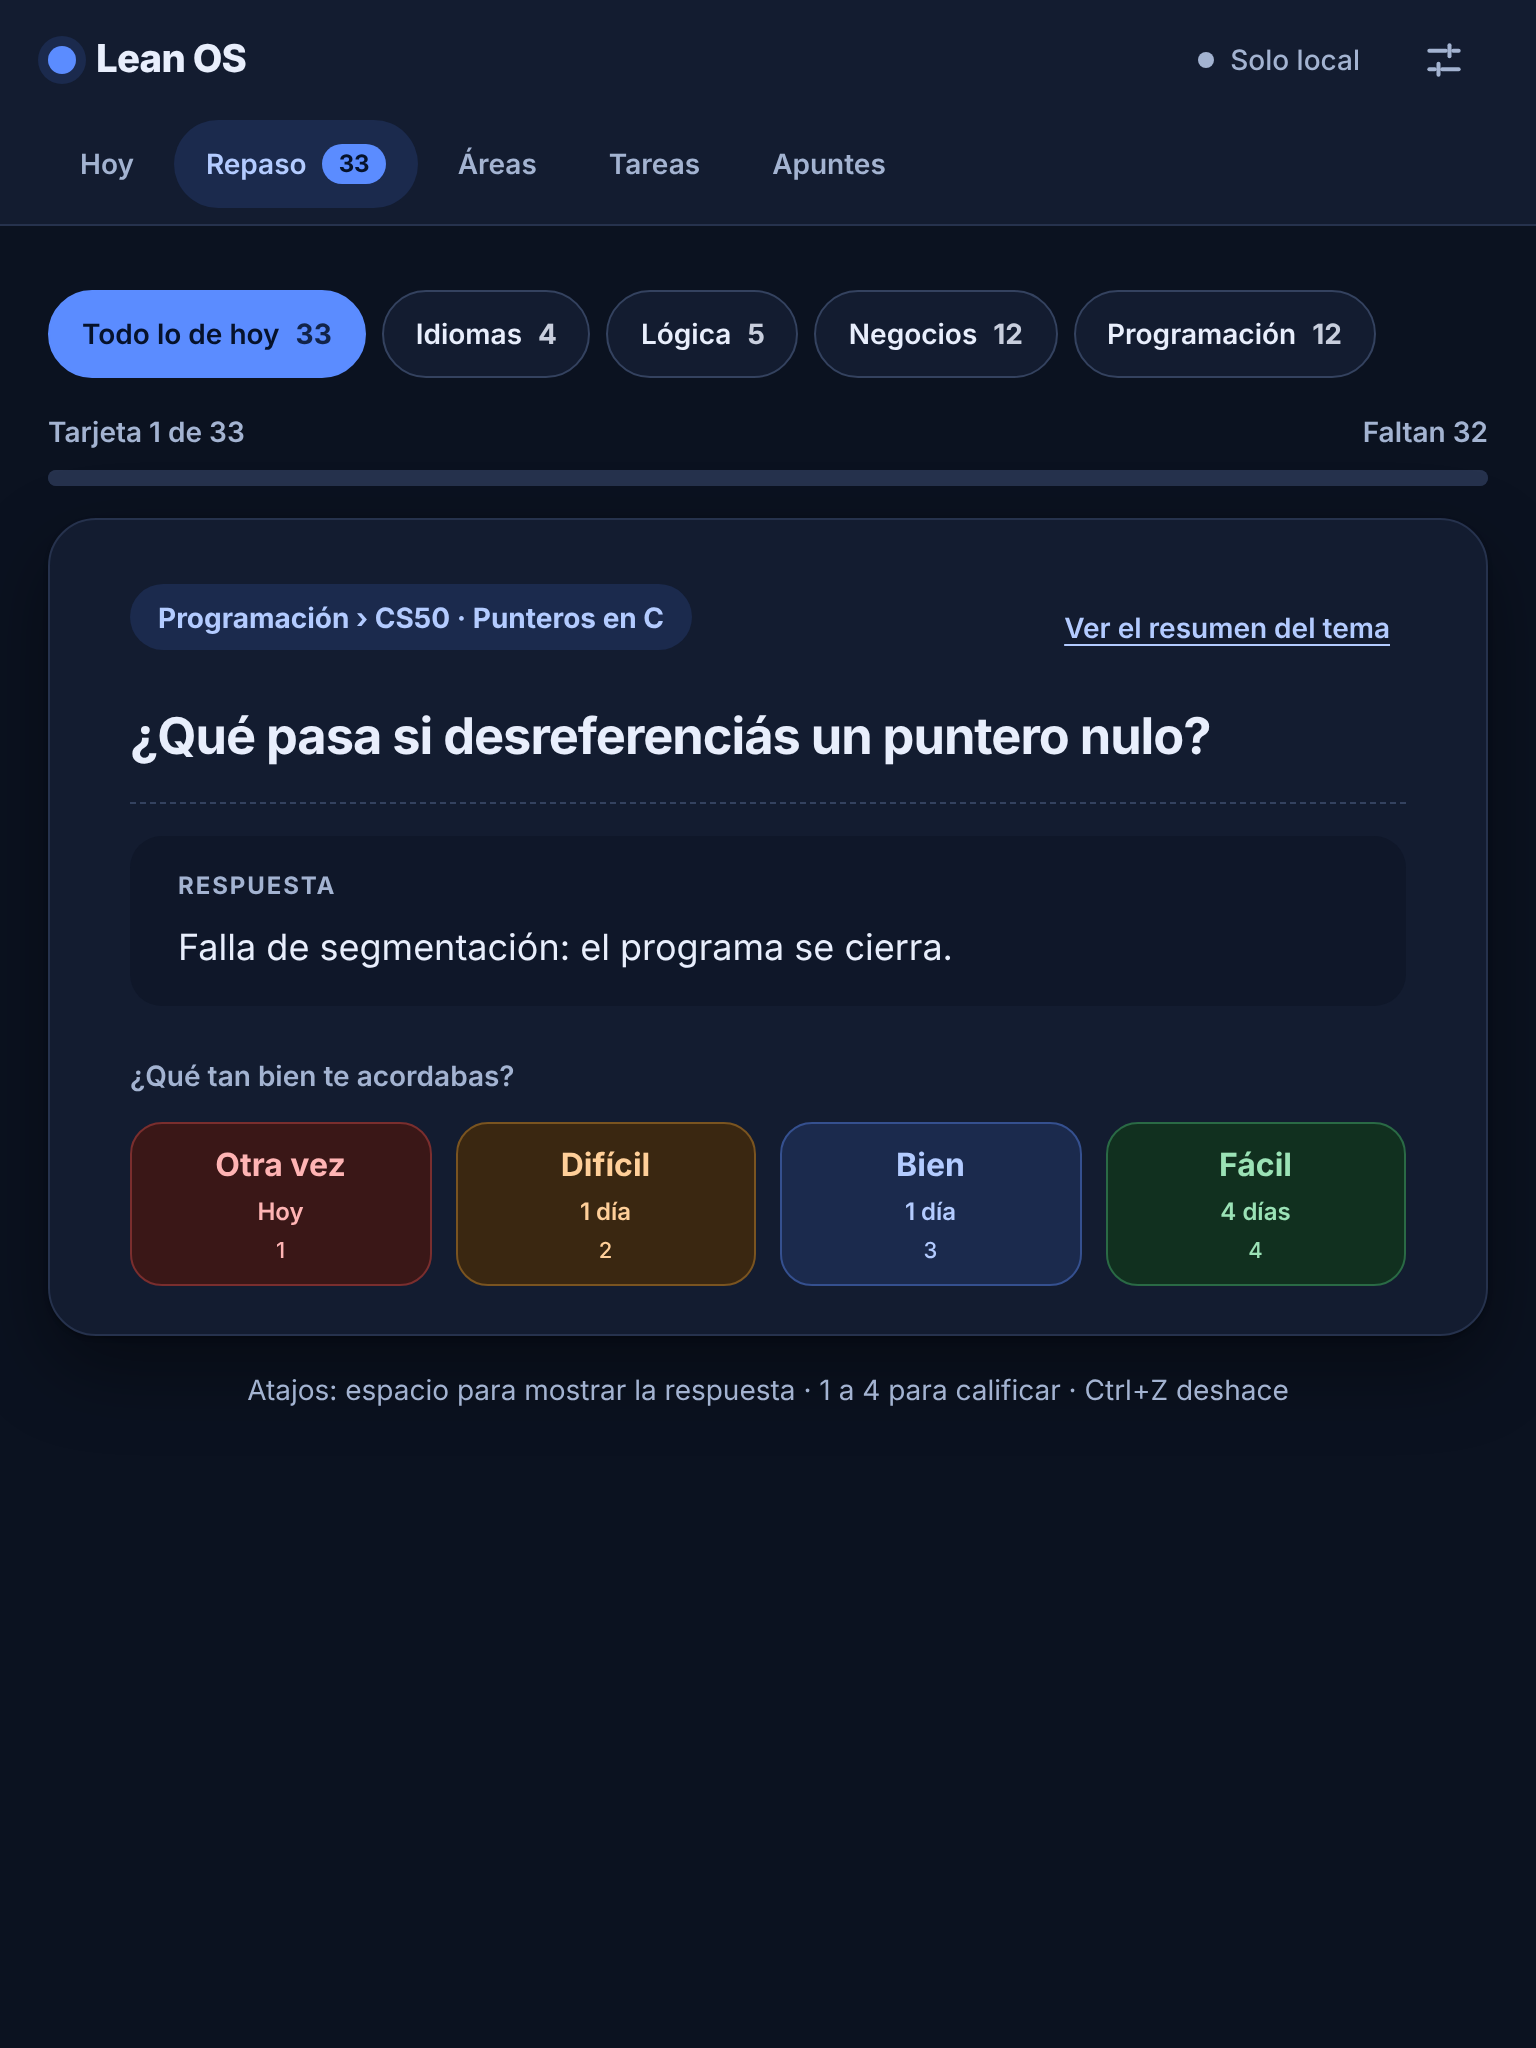 Lean OS
Solo local
Hoy
Repaso 33
Áreas
Tareas
Apuntes
Todo lo de hoy 33
Idiomas 4
Lógica 5
Negocios 12
Programación 12
Tarjeta 1 de 33
Faltan 32
Programación › CS50 · Punteros en C
Ver el resumen del tema
¿Qué pasa si desreferenciás un puntero nulo?
RESPUESTA
Falla de segmentación: el programa se cierra.
¿Qué tan bien te acordabas?
Otra vez
Hoy
1
Difícil
1 día
2
Bien
1 día
3
Fácil
4 días
4
Atajos: espacio para mostrar la respuesta · 1 a 4 para calificar · Ctrl+Z deshace